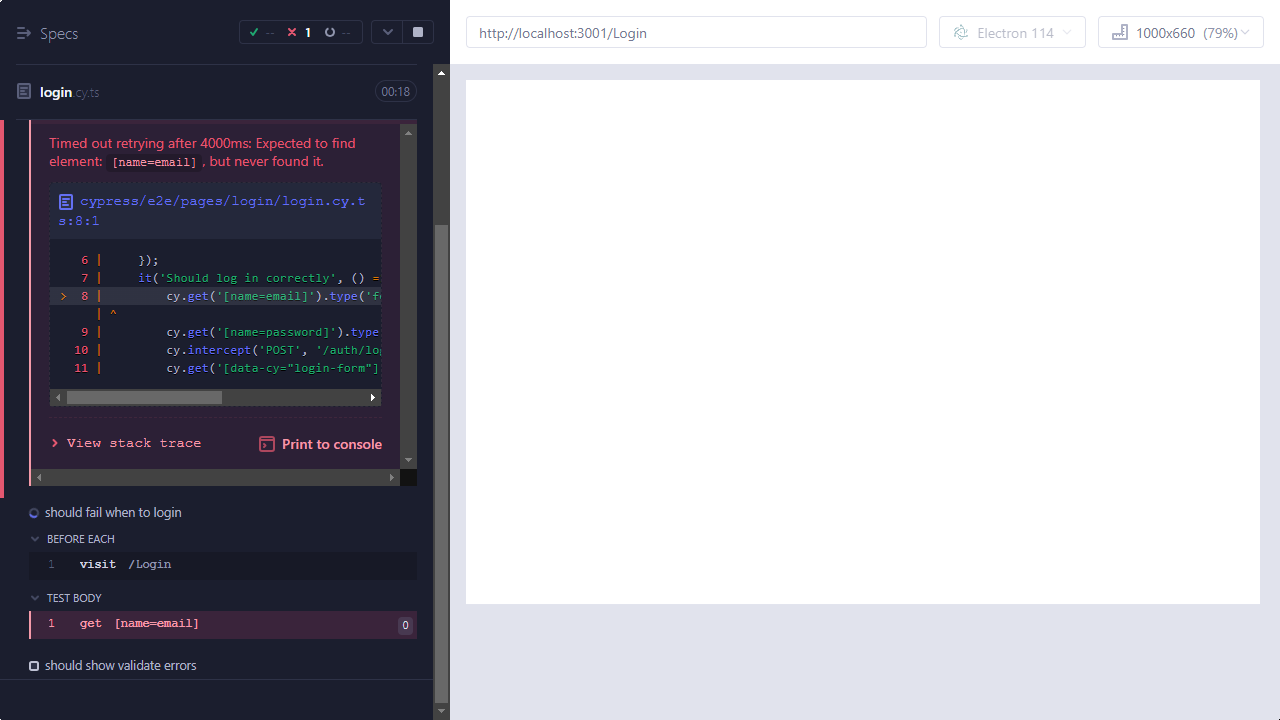 Specs
-- 1 --
login.cy.ts 00:18
Timed out retrying after 4000ms: Expected to find
element: [name=email], but never found it.
cypress/e2e/pages/login/login.cy.t
s:8:1
6 | });
7 | it('Should log in correctly', () =
> 8 | cy.get('[name=email]').type('f
| ^
9 | cy.get('[name=password]').type
10 | cy.intercept('POST', '/auth/log
11 | cy.get('[data-cy="login-form"]
> View stack trace
Print to console
should fail when to login
BEFORE EACH
1 visit /Login
TEST BODY
1 get [name=email] 0
should show validate errors
http://localhost:3001/Login
Electron 114
1000x660 (79%)